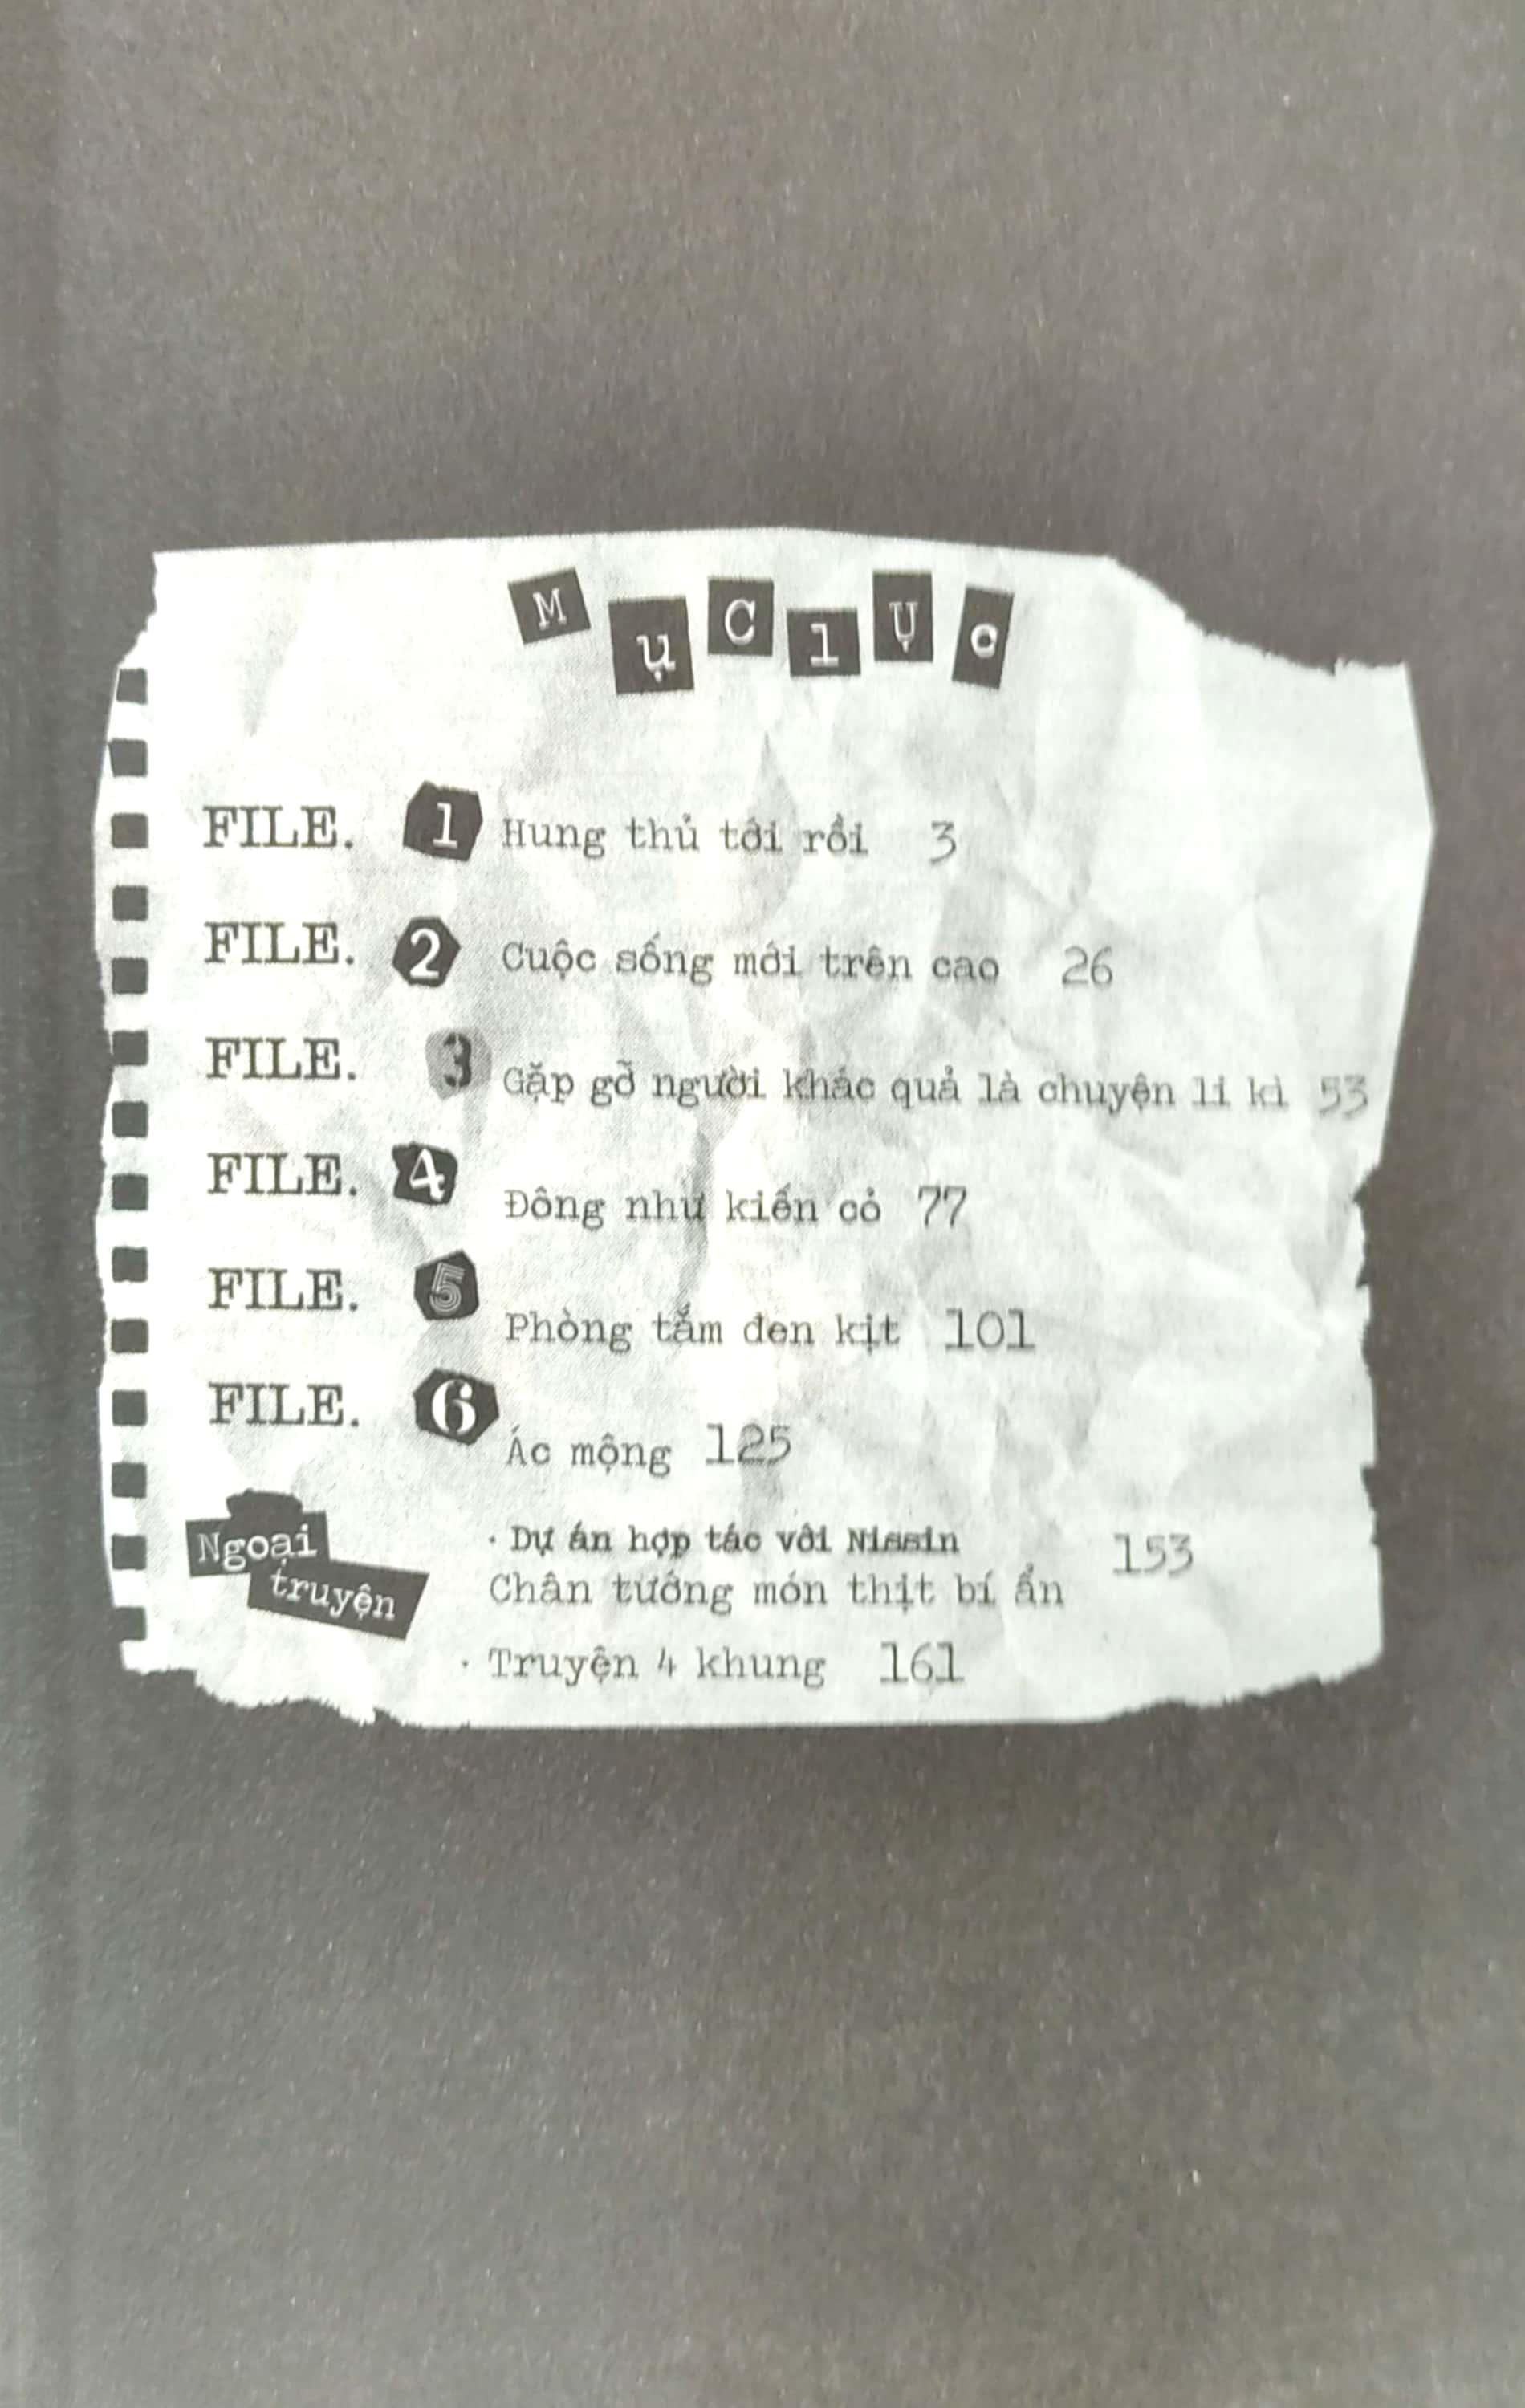 Mục lục
FILE. 1 Hung thủ tới rồi 3
FILE. 2 Cuộc sống mới trên cao 26
FILE. 3 Gặp gỡ người khác quả là chuyện li kì 53
FILE. 4 Đông như kiến cỏ 77
FILE. 5 Phòng tắm đen kịt 101
FILE. 6 Ác mộng 125
Ngoại truyện
· Dự án hợp tác với Nissin
Chân tướng món thịt bí ẩn 153
· Truyện 4 khung 161